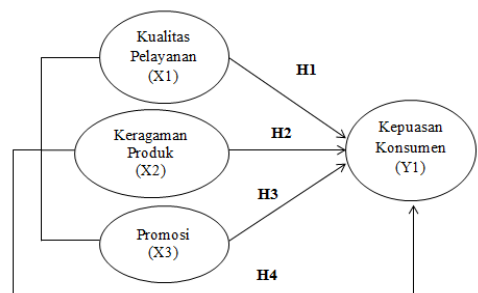 Kualitas
Pelayanan
(X1)
H1
Keragaman
Produk
(X2)
H2
Kepuasan
Konsumen
(Y1)
H3
Promosi
(X3)
H4